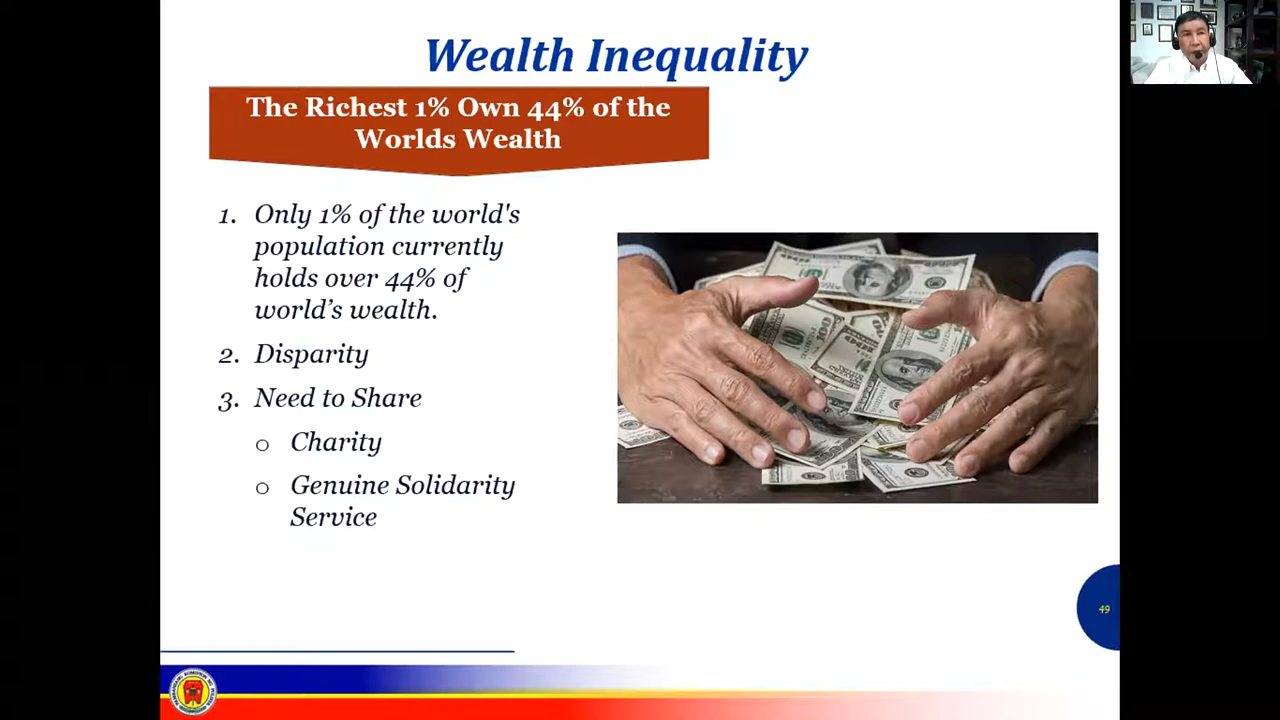 Wealth Inequality
The Richest 1% Own 44% of the
Worlds Wealth
1. Only 1% of the world's
population currently
holds over 44% of
world’s wealth.
2. Disparity
3. Need to Share
o Charity
o Genuine Solidarity
Service
49